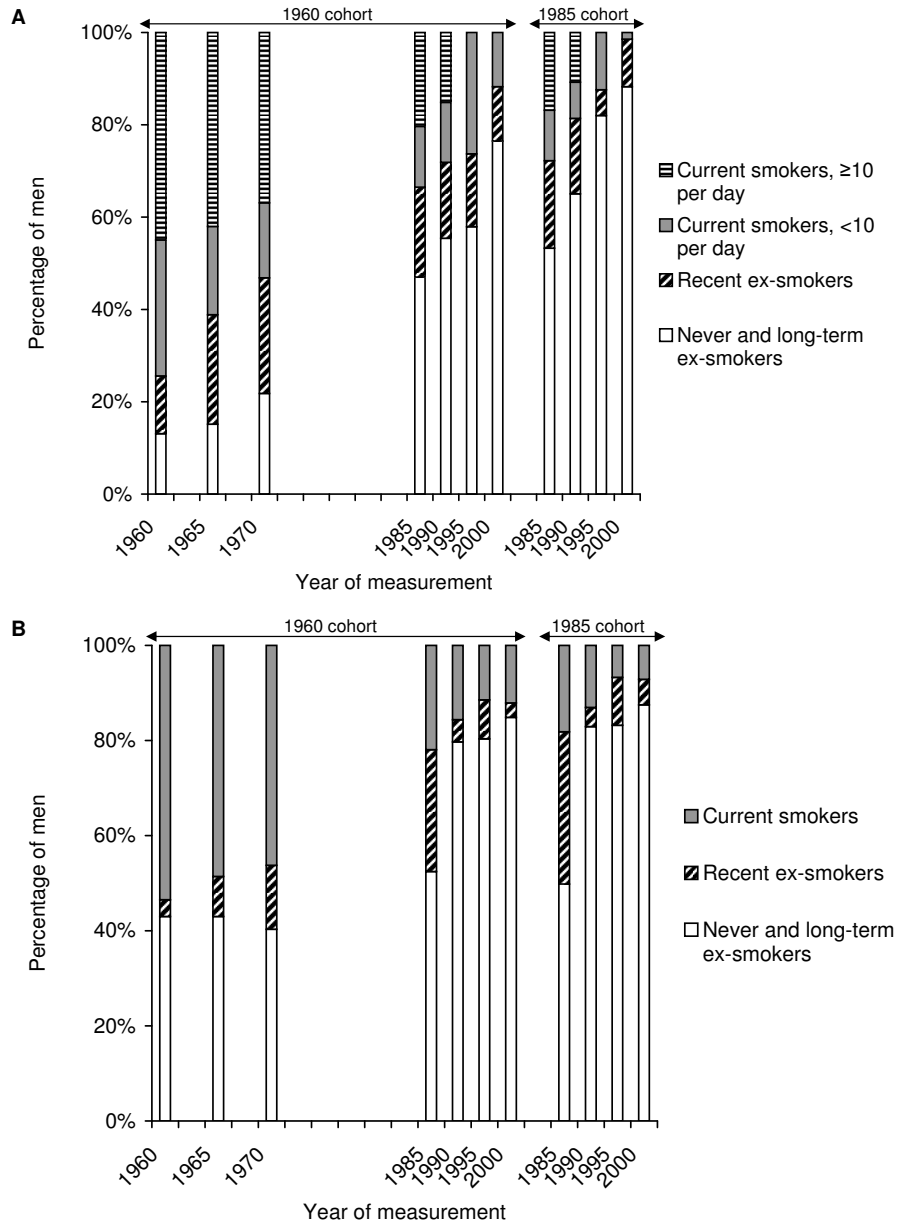 A
1960 cohort
1985 cohort
100%
80%
60%
40%
20%
0%
Percentage of men
1960
1965
1970
1985
1990
1995
2000
1985
1990
1995
2000
Year of measurement
Current smokers, ≥10
per day
Current smokers, <10
per day
Recent ex-smokers
Never and long-term
ex-smokers
B
1960 cohort
1985 cohort
100%
80%
60%
40%
20%
0%
Percentage of men
1960
1965
1970
1985
1990
1995
2000
1985
1990
1995
2000
Year of measurement
Current smokers
Recent ex-smokers
Never and long-term
ex-smokers